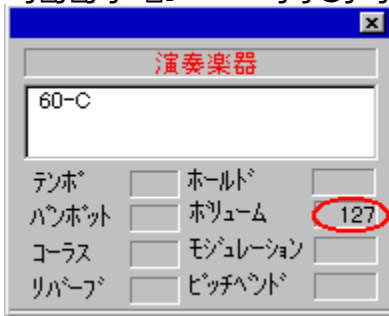 演奏楽器
60-C
ﾃﾝﾎﾟ ﾎｰﾙﾄﾞ
ﾊﾟﾝﾎﾟｯﾄ ﾎﾞﾘｭｰﾑ 127
ｺｰﾗｽ ﾓｼﾞｭﾚｰｼｮﾝ
ﾘﾊﾞｰﾌﾞ ﾋﾟｯﾁﾍﾞﾝﾄﾞ